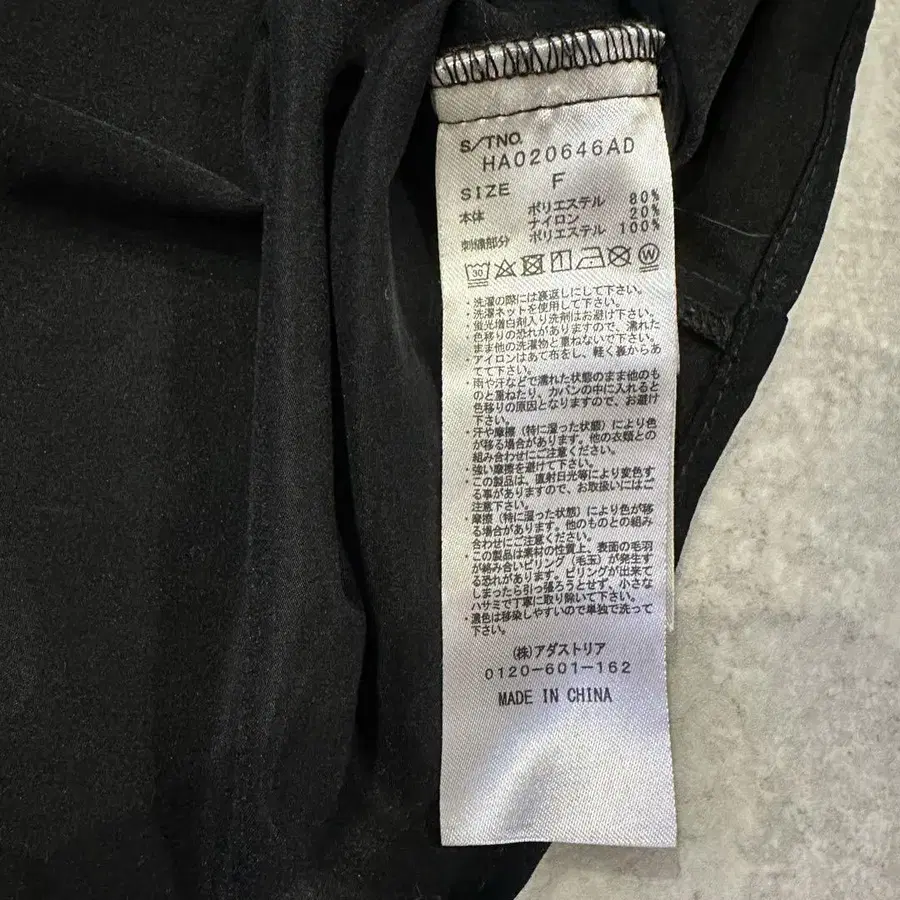 S/TNO.
HA020646AD
SIZE F
本体 ポリエステル 80%
ナイロン 20%
刺繍部分 ポリエステル 100%
30 W
・洗濯の際には裏返しにして下さい。
・洗濯ネットを使用して下さい。
・蛍光増白剤入り洗剤はお避け下さい。
・色移りの恐れがありますので、濡れた
まま他の洗濯物と重ねないで下さい。
・アイロンはあて布をし、軽く裏からあ
てて下さい。
・雨や汗などで濡れた状態のまま他のも
のと重ねたり、カバンの中に入れると
色移りの原因となりますので、お避け
下さい。
・汗や摩擦（特に湿った状態）により色
が移る場合があります。他の衣類との
組み合わせにご注意ください。
・強い摩擦を避けて下さい。
・この製品は、直射日光等により変色す
る事がありますので、お取扱いにはご
注意下さい。
・摩擦（特に湿った状態）により色が移
る場合があります。他のものとの組み
合わせにご注意ください。
・この製品は素材の性質上、表面の毛羽
が絡み合いピリング（毛玉）が発生す
る恐れがあります。ピリングが出来て
しまったら引っ張ろうとせず、小さな
ハサミで丁寧に取り除いて下さい。
・濃色は移染しやすいので単独で洗って
下さい。
(株)アダストリア
0120-601-162
MADE IN CHINA